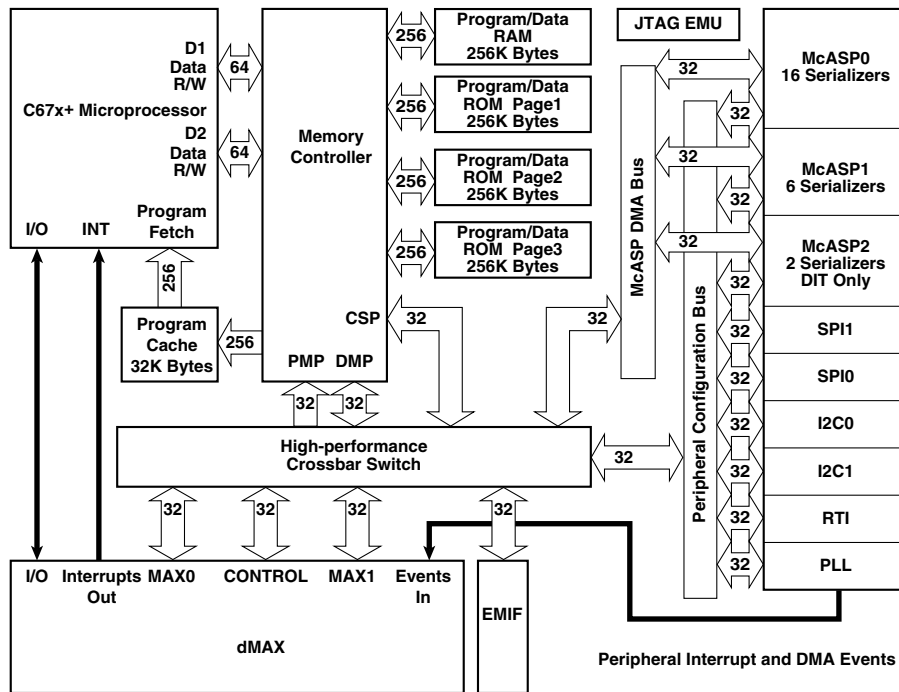 D1
Data
R/W
64
C67x+ Microprocessor
D2
Data
R/W
64
I/O
INT
Program
Fetch
256
Program
Cache
32K Bytes
256
Memory
Controller
CSP
32
PMP
DMP
32
32
256
Program/Data
RAM
256K Bytes
256
Program/Data
ROM Page1
256K Bytes
256
Program/Data
ROM Page2
256K Bytes
256
Program/Data
ROM Page3
256K Bytes
JTAG EMU
McASP DMA Bus
32
Peripheral Configuration Bus
32
32
McASP0
16 Serializers
32
32
McASP1
6 Serializers
32
32
McASP2
2 Serializers
DIT Only
32
32
SPI1
32
SPI0
32
I2C0
32
I2C1
32
RTI
32
PLL
32
High-performance
Crossbar Switch
32
32
32
32
I/O
Interrupts
Out
MAX0
CONTROL
MAX1
Events
In
dMAX
EMIF
Peripheral Interrupt and DMA Events